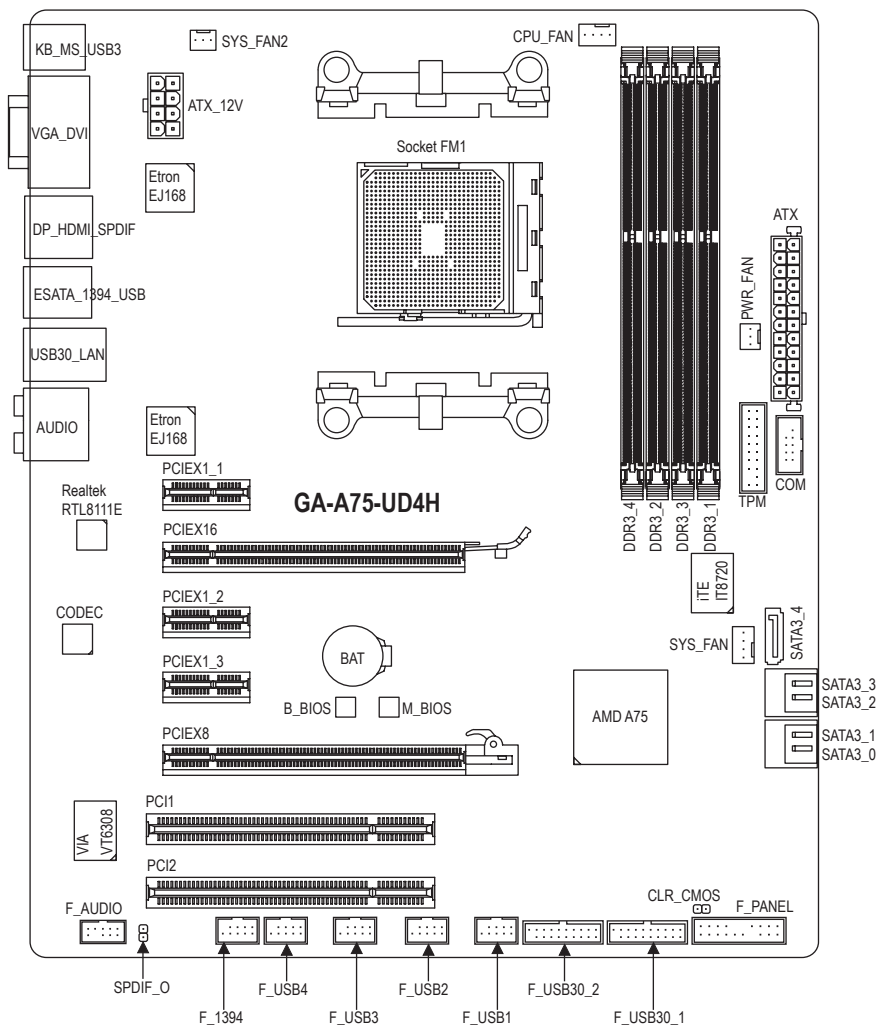 KB_MS_USB3
SYS_FAN2
CPU_FAN
VGA_DVI
ATX_12V
Socket FM1
Etron
EJ168
DP_HDMI_SPDIF
ATX
ESATA_1394_USB
PWR_FAN
USB30_LAN
AUDIO
Etron
EJ168
PCIEX1_1
Realtek
RTL8111E
GA-A75-UD4H
TPM
COM
DDR3_4
DDR3_2
DDR3_3
DDR3_1
PCIEX16
iTE
IT8720
PCIEX1_2
CODEC
SYS_FAN
SATA3_4
BAT
PCIEX1_3
SATA3_3
SATA3_2
B_BIOS
M_BIOS
AMD A75
SATA3_1
SATA3_0
PCIEX8
PCI1
VIA
VT6308
PCI2
CLR_CMOS
F_AUDIO
F_PANEL
SPDIF_O
F_USB4
F_USB2
F_USB30_2
F_1394
F_USB3
F_USB1
F_USB30_1